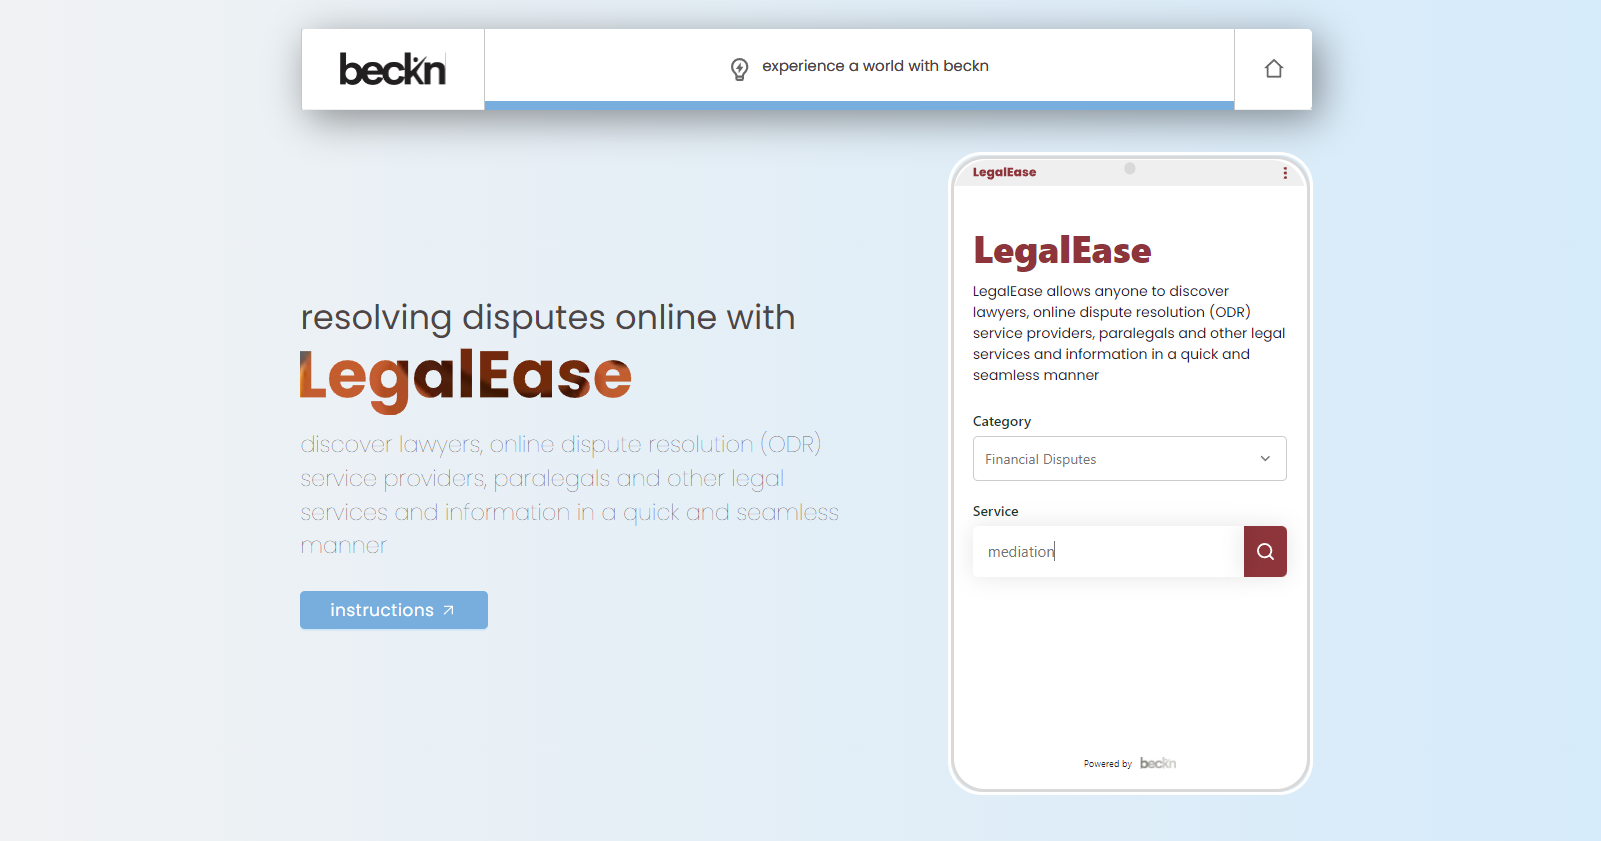 beckn
experience a world with beckn
resolving disputes online with
LegalEase
discover lawyers, online dispute resolution (ODR)
service providers, paralegals and other legal
services and information in a quick and seamless
manner
instructions
LegalEase
LegalEase
LegalEase allows anyone to discover
lawyers, online dispute resolution (ODR)
service providers, paralegals and other legal
services and information in a quick and
seamless manner
Category
Financial Disputes
Service
mediation
Powered by beckn